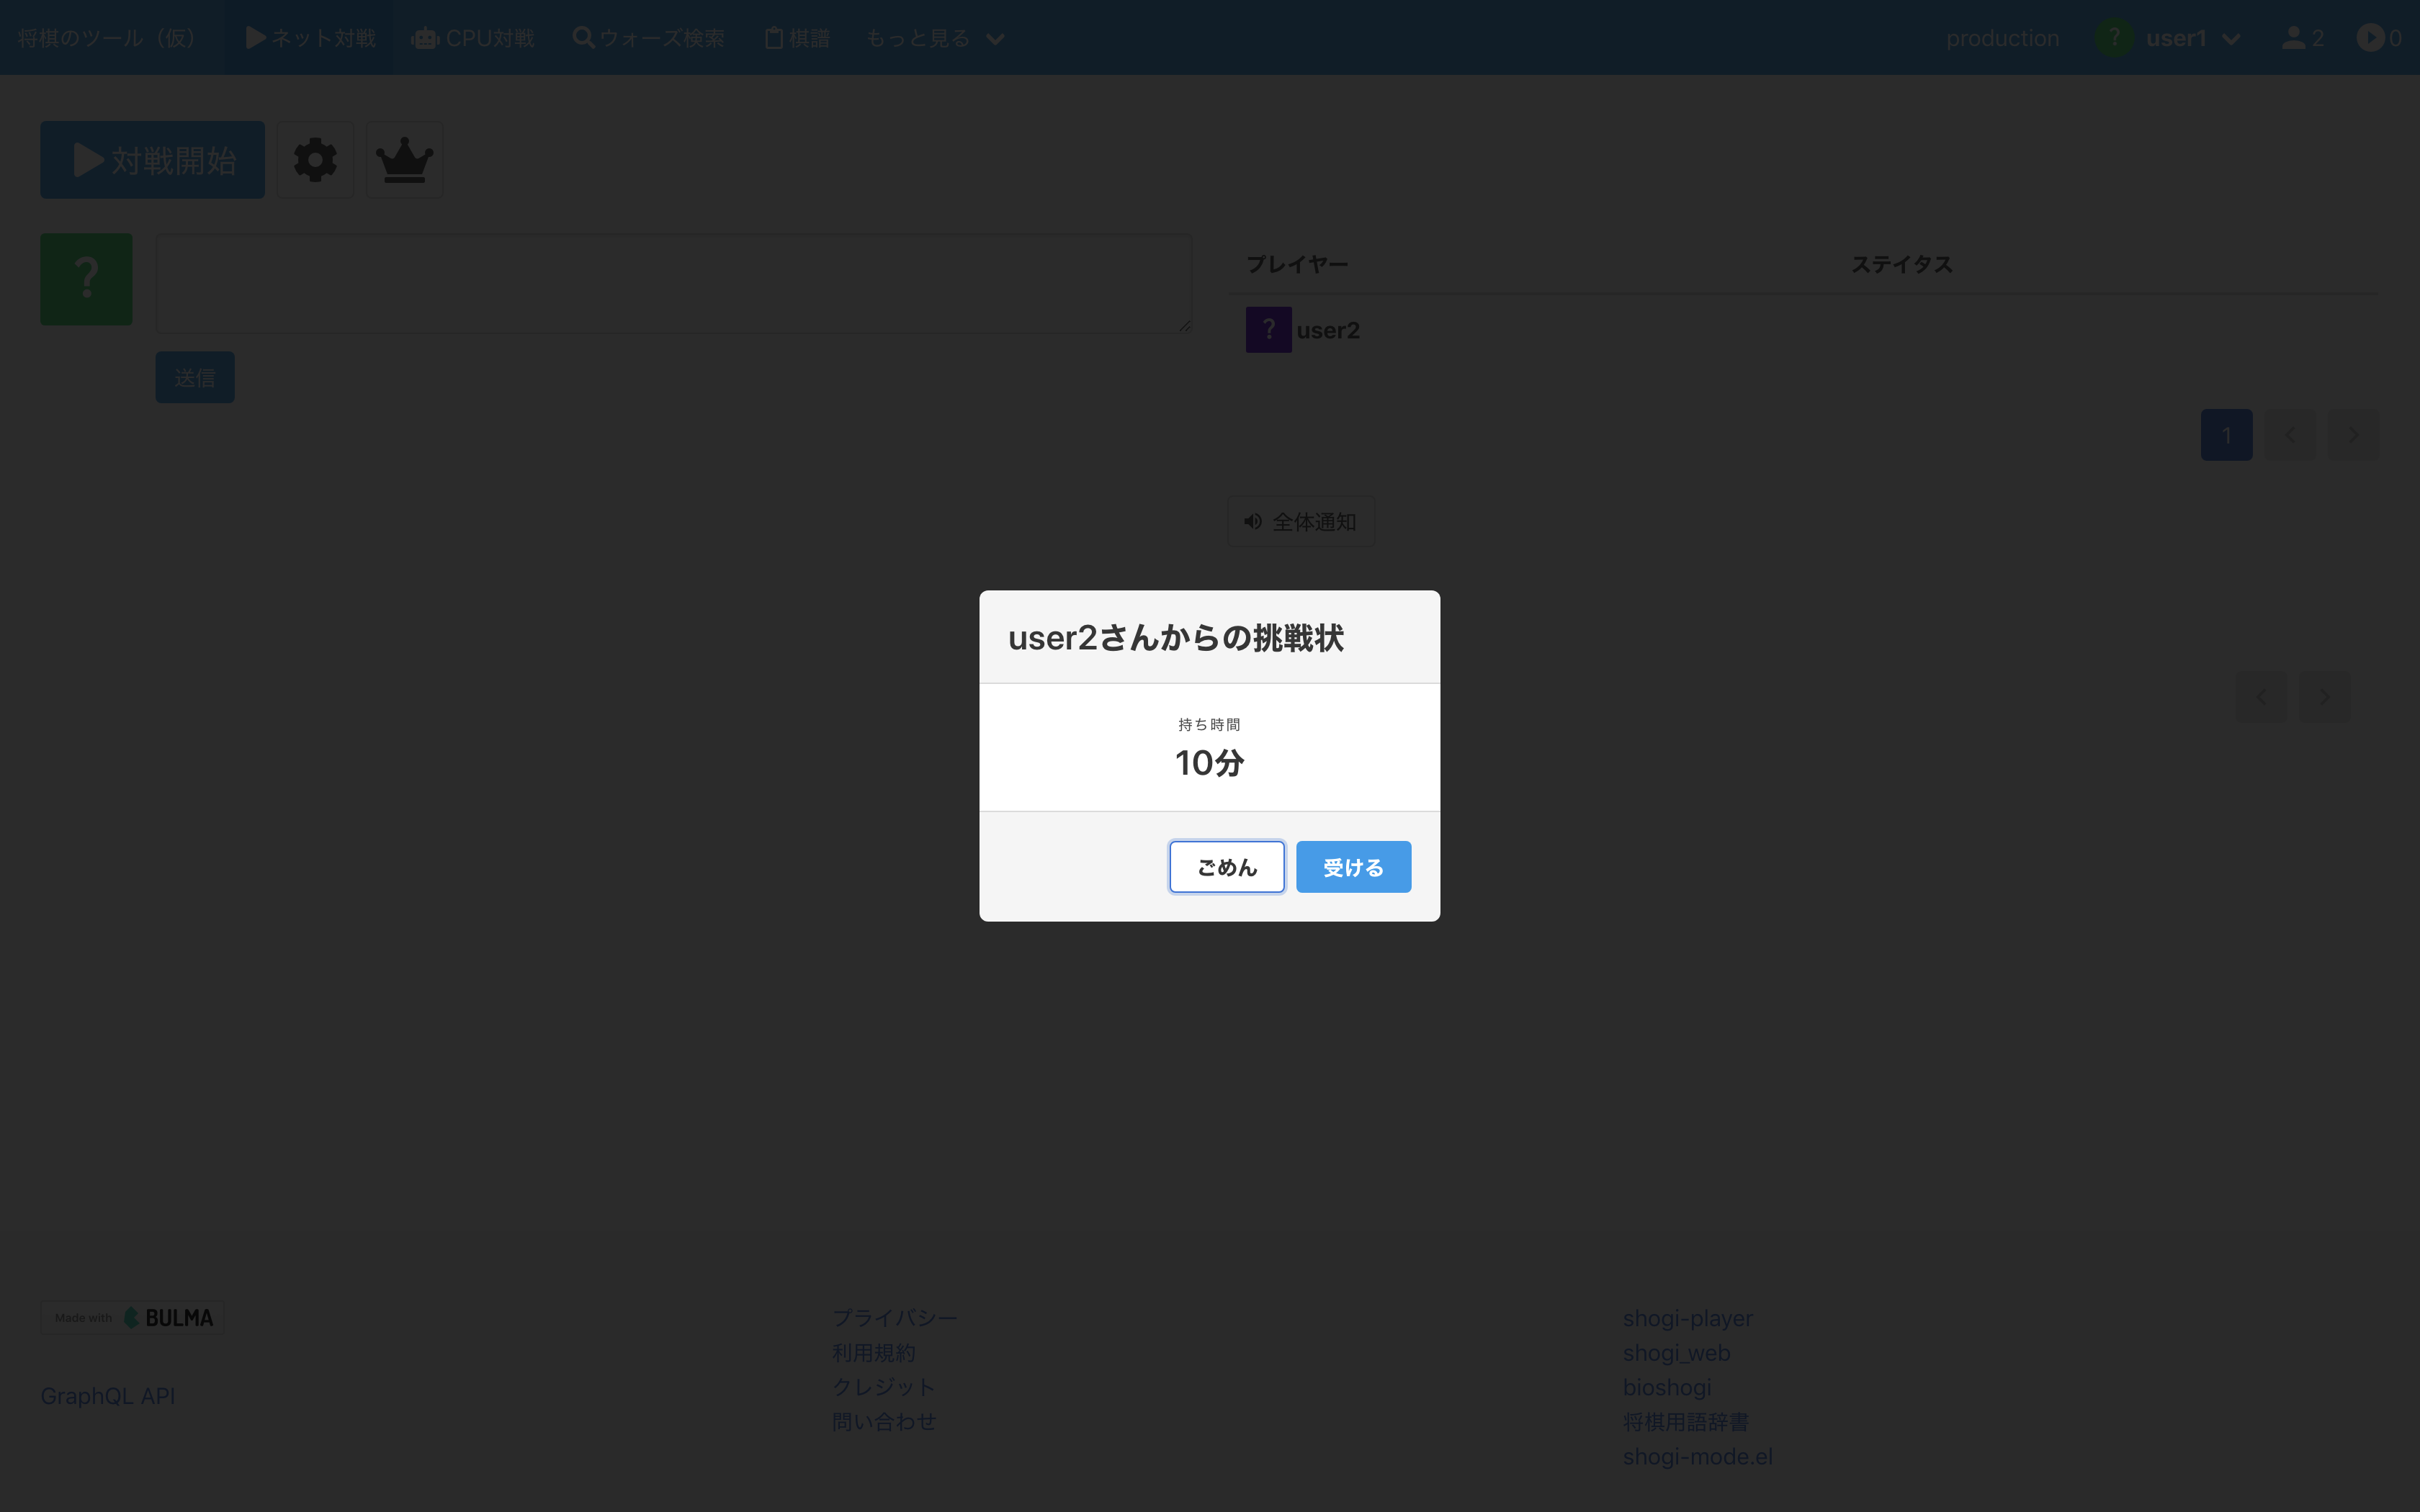 将棋のツール（仮） ネット対戦 CPU対戦 ウォーズ検索 棋譜 もっと見る production ? user1 2 0
対戦開始
?
送信
プレイヤー ステイタス
? user2
1
全体通知
user2さんからの挑戦状
持ち時間
10分
ごめん 受ける
Made with BULMA
GraphQL API
プライバシー
利用規約
クレジット
問い合わせ
shogi-player
shogi_web
bioshogi
将棋用語辞書
shogi-mode.el